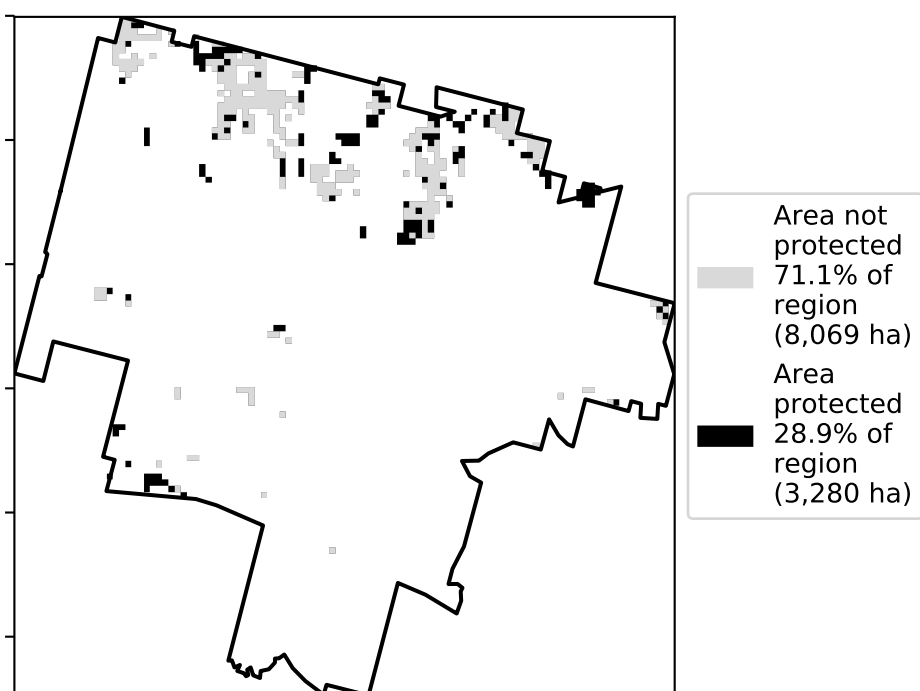 Area not
protected
71.1% of
region
(8,069 ha)
Area
protected
28.9% of
region
(3,280 ha)